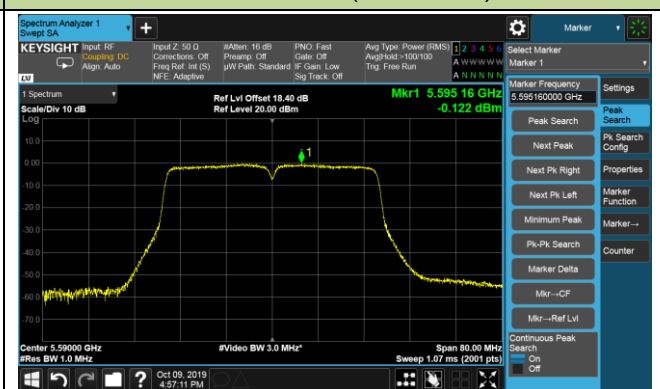 Spectrum Analyzer 1
Swept SA
Marker
KEYSIGHT
Input: RF
Coupling: DC
Align: Auto
Input Z: 50 Ω
Corrections: Off
Freq Ref: Int (S)
NFE: Adaptive
#Atten: 16 dB
Preamp: Off
µW Path: Standard
PNO: Fast
Gate: Off
IF Gain: Low
Sig Track: Off
Avg Type: Power (RMS)
Avg|Hold:>100/100
Trig: Free Run
1 2 3 4 5 6
A W W W W W
A N N N N N
LXI
Select Marker
Marker 1
1 Spectrum
Scale/Div 10 dB
Log
Ref Lvl Offset 18.40 dB
Ref Level 20.00 dBm
Mkr1 5.595 16 GHz
-0.122 dBm
10.0
0.00
-10.0
-20.0
-30.0
-40.0
-50.0
-60.0
-70.0
1
Center 5.59000 GHz
#Res BW 1.0 MHz
#Video BW 3.0 MHz*
Span 80.00 MHz
Sweep 1.07 ms (2001 pts)
Marker Frequency
5.595160000 GHz
Peak Search
Next Peak
Next Pk Right
Next Pk Left
Minimum Peak
Pk-Pk Search
Marker Delta
Mkr→CF
Mkr→Ref Lvl
Continuous Peak
Search
On
Off
Settings
Peak
Search
Pk Search
Config
Properties
Marker
Function
Marker→
Counter
?
Oct 09, 2019
4:57:11 PM